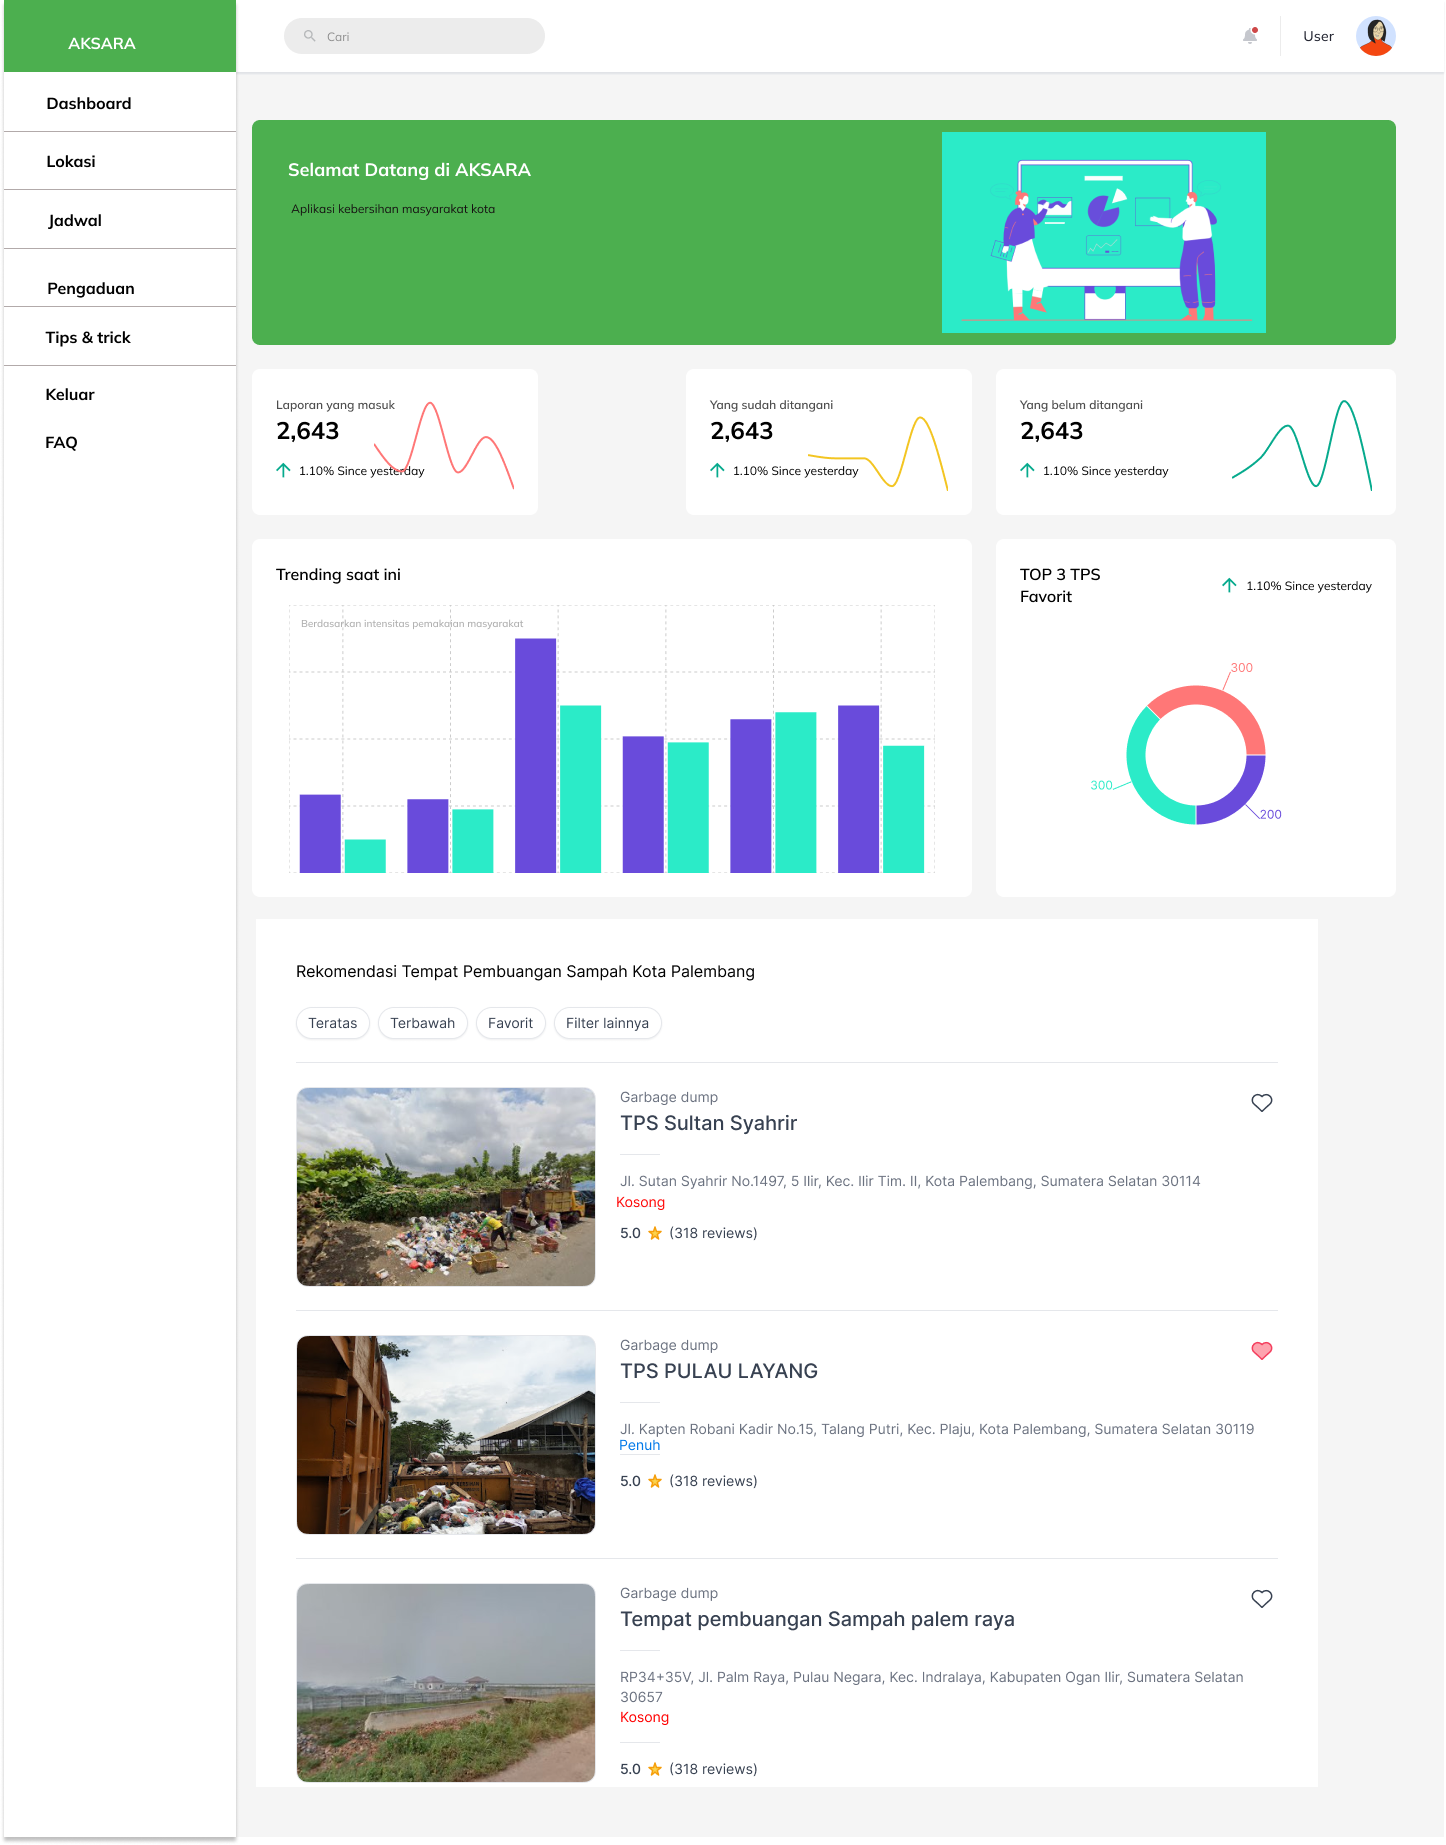 AKSARA
Cari
User
Dashboard
Lokasi
Jadwal
Pengaduan
Tips & trick
Keluar
FAQ
Selamat Datang di AKSARA
Aplikasi kebersihan masyarakat kota
Laporan yang masuk
2,643
1.10% Since yesterday
Yang sudah ditangani
2,643
1.10% Since yesterday
Yang belum ditangani
2,643
1.10% Since yesterday
Trending saat ini
Berdasarkan intensitas pemakaian masyarakat
TOP 3 TPS
Favorit
1.10% Since yesterday
300
300
200
Rekomendasi Tempat Pembuangan Sampah Kota Palembang
Teratas
Terbawah
Favorit
Filter lainnya
Garbage dump
TPS Sultan Syahrir
Jl. Sutan Syahrir No.1497, 5 Ilir, Kec. Ilir Tim. II, Kota Palembang, Sumatera Selatan 30114
Kosong
5.0 (318 reviews)
Garbage dump
TPS PULAU LAYANG
Jl. Kapten Robani Kadir No.15, Talang Putri, Kec. Plaju, Kota Palembang, Sumatera Selatan 30119
Penuh
5.0 (318 reviews)
Garbage dump
Tempat pembuangan Sampah palem raya
RP34+35V, Jl. Palm Raya, Pulau Negara, Kec. Indralaya, Kabupaten Ogan Ilir, Sumatera Selatan
30657
Kosong
5.0 (318 reviews)